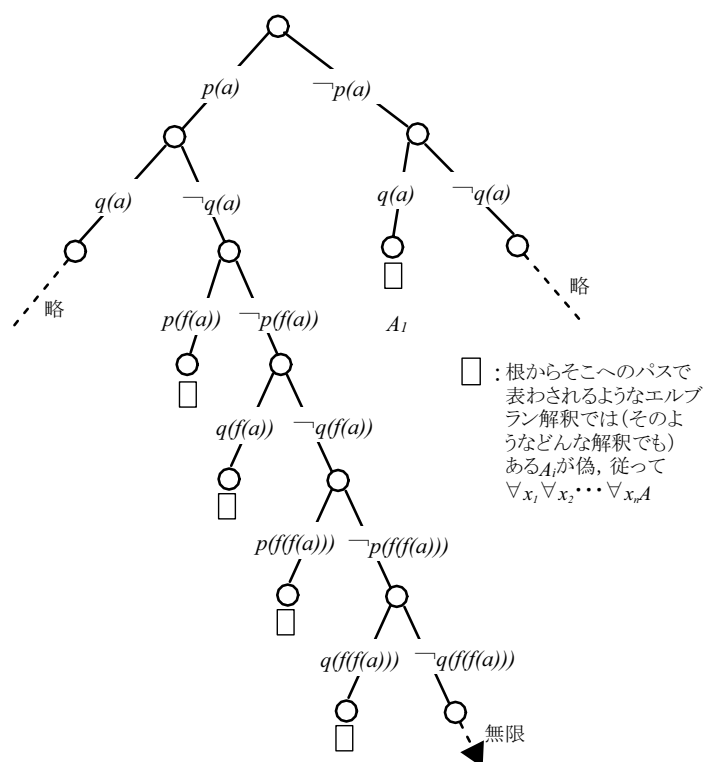 p(a) ￢p(a)
q(a) ￢q(a) q(a) ￢q(a)
略 略
p(f(a)) ￢p(f(a)) A₁
□ : 根からそこへのパスで
表わされるようなエルブ
ラン解釈では(そのよ
うなどんな解釈でも)
あるAᵢが偽, 従って
∀x₁∀x₂・・・∀xₙA
q(f(a)) ￢q(f(a))
p(f(f(a))) ￢p(f(f(a)))
q(f(f(a))) ￢q(f(f(a)))
無限